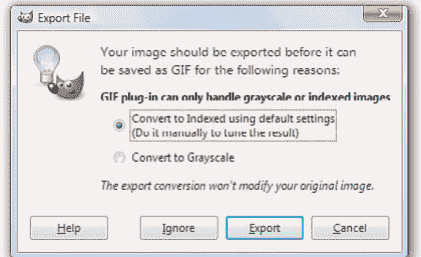 Export File
Your image should be exported before it can
be saved as GIF for the following reasons:
GIF plug-in can only handle grayscale or indexed images
Convert to Indexed using default settings
(Do it manually to tune the result)
Convert to Grayscale
The export conversion won't modify your original image.
Help Ignore Export Cancel